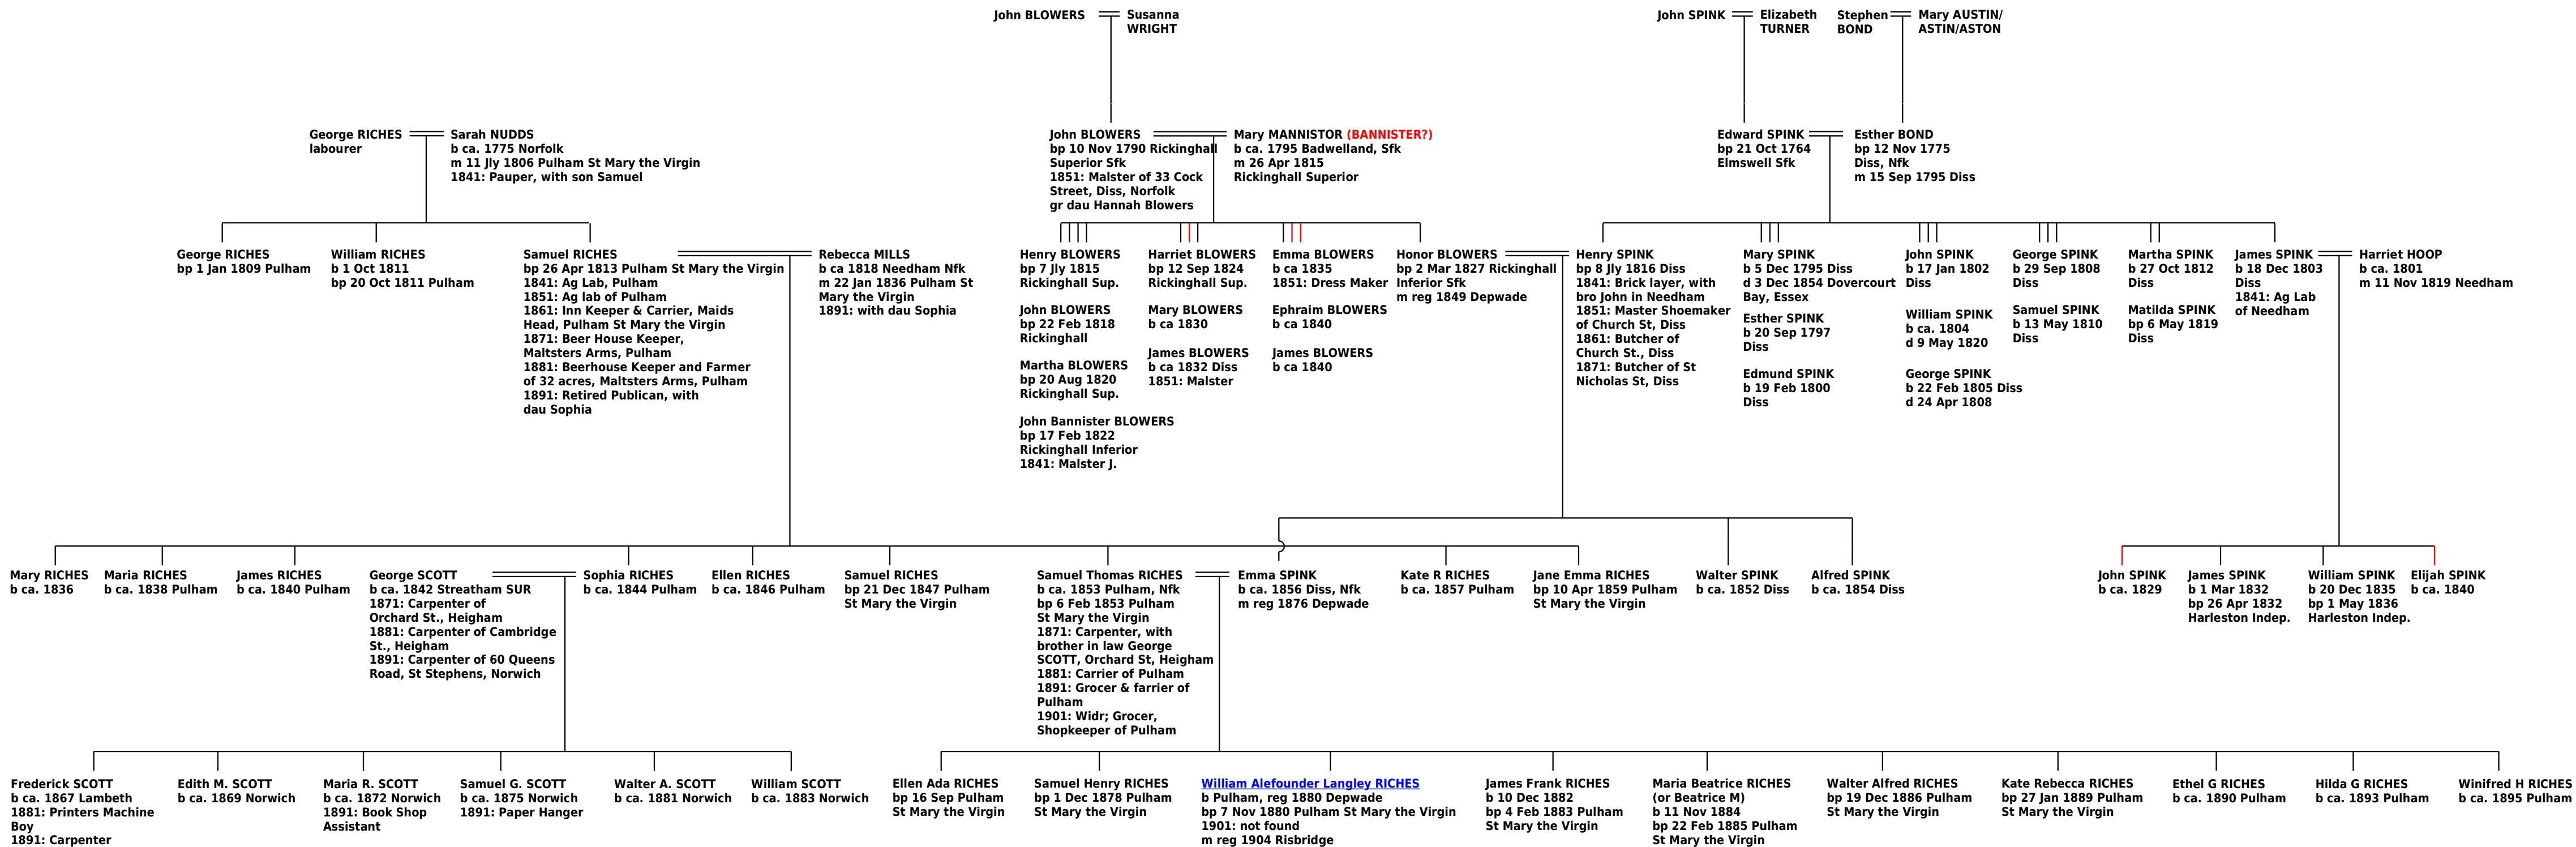 John BLOWERS
Susanna
WRIGHT
John SPINK
Elizabeth
TURNER
Stephen
BOND
Mary AUSTIN/
ASTIN/ASTON
George RICHES
labourer
Sarah NUDDS
b ca. 1775 Norfolk
m 11 Jly 1806 Pulham St Mary the Virgin
1841: Pauper, with son Samuel
John BLOWERS
bp 10 Nov 1790 Rickinghall
Superior Sfk
1851: Malster of 33 Cock
Street, Diss, Norfolk
gr dau Hannah Blowers
Mary MANNISTOR (BANNISTER?)
b ca. 1795 Badwelland, Sfk
m 26 Apr 1815
Rickinghall Superior
Edward SPINK
bp 21 Oct 1764
Elmswell Sfk
Esther BOND
bp 12 Nov 1775
Diss, Nfk
m 15 Sep 1795 Diss
George RICHES
bp 1 Jan 1809 Pulham
William RICHES
b 1 Oct 1811
bp 20 Oct 1811 Pulham
Samuel RICHES
bp 26 Apr 1813 Pulham St Mary the Virgin
1841: Ag Lab, Pulham
1851: Ag lab of Pulham
1861: Inn Keeper & Carrier, Maids
Head, Pulham St Mary the Virgin
1871: Beer House Keeper,
Maltsters Arms, Pulham
1881: Beerhouse Keeper and Farmer
of 32 acres, Maltsters Arms, Pulham
1891: Retired Publican, with
dau Sophia
Rebecca MILLS
b ca 1818 Needham Nfk
m 22 Jan 1836 Pulham St
Mary the Virgin
1891: with dau Sophia
Henry BLOWERS
bp 7 Jly 1815
Rickinghall Sup.
John BLOWERS
bp 22 Feb 1818
Rickinghall
Martha BLOWERS
bp 20 Aug 1820
Rickinghall Sup.
John Bannister BLOWERS
bp 17 Feb 1822
Rickinghall Inferior
1841: Malster J.
Harriet BLOWERS
bp 12 Sep 1824
Rickinghall Sup.
Mary BLOWERS
b ca 1830
James BLOWERS
b ca 1832 Diss
1851: Malster
Emma BLOWERS
b ca 1835
1851: Dress Maker
Ephraim BLOWERS
b ca 1840
James BLOWERS
b ca 1840
Honor BLOWERS
bp 2 Mar 1827 Rickinghall
Inferior Sfk
m reg 1849 Depwade
Henry SPINK
bp 8 Jly 1816 Diss
1841: Brick layer, with
bro John in Needham
1851: Master Shoemaker
of Church St, Diss
1861: Butcher of
Church St., Diss
1871: Butcher of St
Nicholas St, Diss
Mary SPINK
b 5 Dec 1795 Diss
d 3 Dec 1854 Dovercourt
Bay, Essex
Esther SPINK
b 20 Sep 1797
Diss
Edmund SPINK
b 19 Feb 1800
Diss
John SPINK
b 17 Jan 1802
Diss
William SPINK
b ca. 1804
d 9 May 1820
George SPINK
b 22 Feb 1805 Diss
d 24 Apr 1808
George SPINK
b 29 Sep 1808
Diss
Samuel SPINK
b 13 May 1810
Diss
Martha SPINK
b 27 Oct 1812
Diss
Matilda SPINK
bp 6 May 1819
Diss
James SPINK
b 18 Dec 1803
Diss
1841: Ag Lab
of Needham
Harriet HOOP
b ca. 1801
m 11 Nov 1819 Needham
Mary RICHES
b ca. 1836
Maria RICHES
b ca. 1838 Pulham
James RICHES
b ca. 1840 Pulham
George SCOTT
b ca. 1842 Streatham SUR
1871: Carpenter of
Orchard St., Heigham
1881: Carpenter of Cambridge
St., Heigham
1891: Carpenter of 60 Queens
Road, St Stephens, Norwich
Sophia RICHES
b ca. 1844 Pulham
Ellen RICHES
b ca. 1846 Pulham
Samuel RICHES
bp 21 Dec 1847 Pulham
St Mary the Virgin
Samuel Thomas RICHES
b ca. 1853 Pulham, Nfk
bp 6 Feb 1853 Pulham
St Mary the Virgin
1871: Carpenter, with
brother in law George
SCOTT, Orchard St, Heigham
1881: Carrier of Pulham
1891: Grocer & farrier of
Pulham
1901: Widr; Grocer,
Shopkeeper of Pulham
Emma SPINK
b ca. 1856 Diss, Nfk
m reg 1876 Depwade
Kate R RICHES
b ca. 1857 Pulham
Jane Emma RICHES
bp 10 Apr 1859 Pulham
St Mary the Virgin
Walter SPINK
b ca. 1852 Diss
Alfred SPINK
b ca. 1854 Diss
John SPINK
b ca. 1829
James SPINK
b 1 Mar 1832
bp 26 Apr 1832
Harleston Indep.
William SPINK
b 20 Dec 1835
bp 1 May 1836
Harleston Indep.
Elijah SPINK
b ca. 1840
Frederick SCOTT
b ca. 1867 Lambeth
1881: Printers Machine
Boy
1891: Carpenter
Edith M. SCOTT
b ca. 1869 Norwich
Maria R. SCOTT
b ca. 1872 Norwich
1891: Book Shop
Assistant
Samuel G. SCOTT
b ca. 1875 Norwich
1891: Paper Hanger
Walter A. SCOTT
b ca. 1881 Norwich
William SCOTT
b ca. 1883 Norwich
Ellen Ada RICHES
bp 16 Sep Pulham
St Mary the Virgin
Samuel Henry RICHES
bp 1 Dec 1878 Pulham
St Mary the Virgin
William Alefounder Langley RICHES
b Pulham, reg 1880 Depwade
bp 7 Nov 1880 Pulham St Mary the Virgin
1901: not found
m reg 1904 Risbridge
James Frank RICHES
b 10 Dec 1882
bp 4 Feb 1883 Pulham
St Mary the Virgin
Maria Beatrice RICHES
(or Beatrice M)
b 11 Nov 1884
bp 22 Feb 1885 Pulham
St Mary the Virgin
Walter Alfred RICHES
bp 19 Dec 1886 Pulham
St Mary the Virgin
Kate Rebecca RICHES
bp 27 Jan 1889 Pulham
St Mary the Virgin
Ethel G RICHES
b ca. 1890 Pulham
Hilda G RICHES
b ca. 1893 Pulham
Winifred H RICHES
b ca. 1895 Pulham